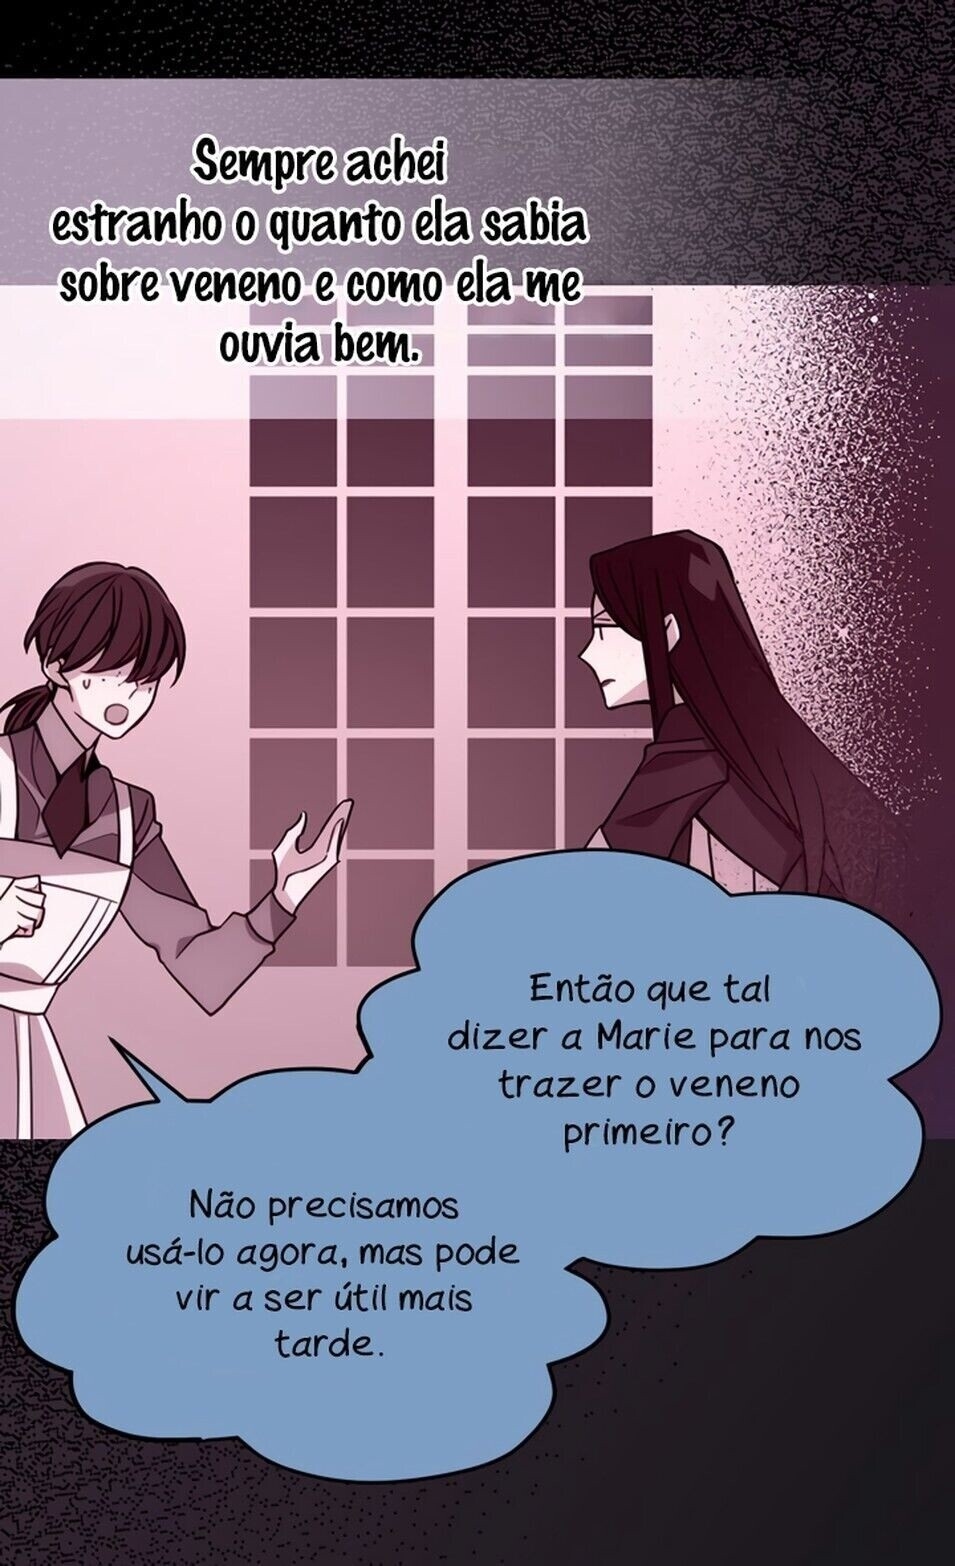 Sempre achei
estranho o quanto ela sabia
sobre veneno e como ela me
ouvia bem.
Então que tal
dizer a Marie para nos
trazer o veneno
primeiro?
Não precisamos
usá-lo agora, mas pode
vir a ser útil mais
tarde.